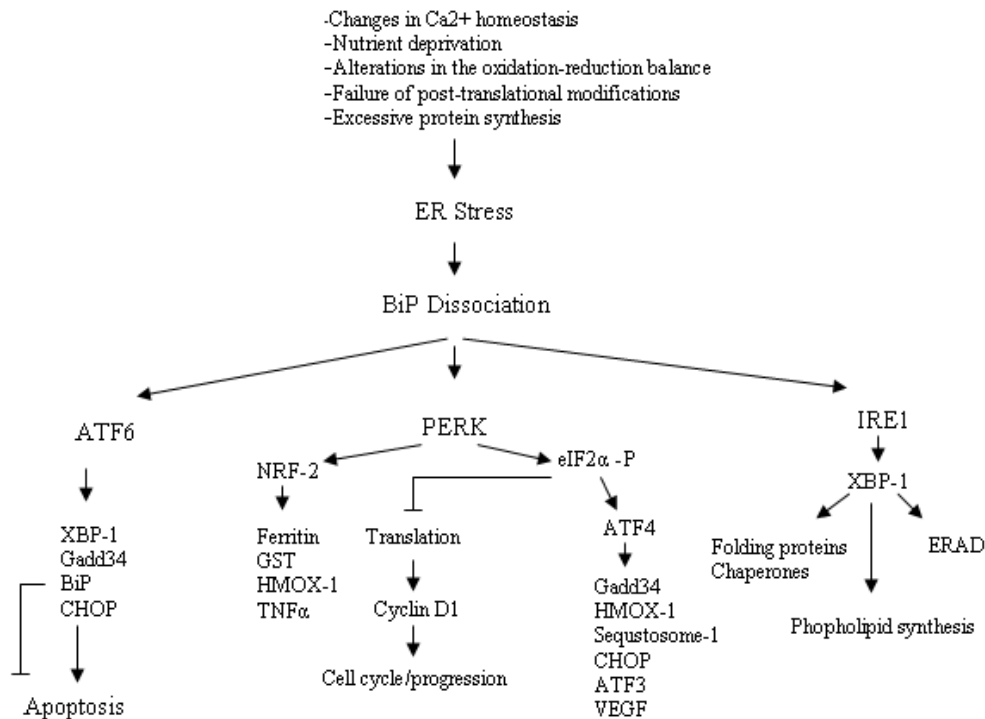 -Changes in Ca2+ homeostasis
-Nutrient deprivation
-Alterations in the oxidation-reduction balance
-Failure of post-translational modifications
-Excessive protein synthesis
ER Stress
BiP Dissociation
ATF6
XBP-1
Gadd34
BiP
CHOP
Apoptosis
PERK
NRF-2
Ferritin
GST
HMOX-1
TNFα
eIF2α -P
Translation
Cyclin D1
Cell cycle/progression
ATF4
Gadd34
HMOX-1
Sequstosome-1
CHOP
ATF3
VEGF
IRE1
XBP-1
Folding proteins
Chaperones
ERAD
Phopholipid synthesis